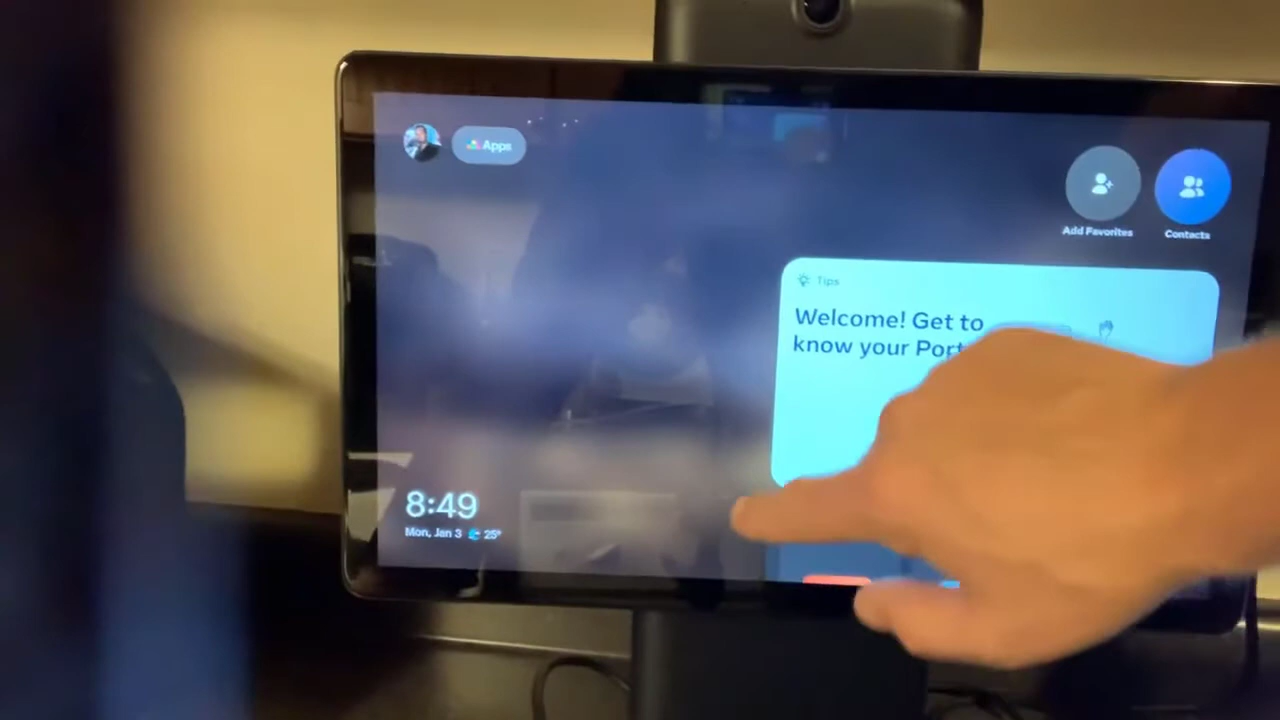 Apps
Add Favorites
Contacts
Tips
Welcome! Get to
know your Port
8:49
Mon, Jan 3 25°